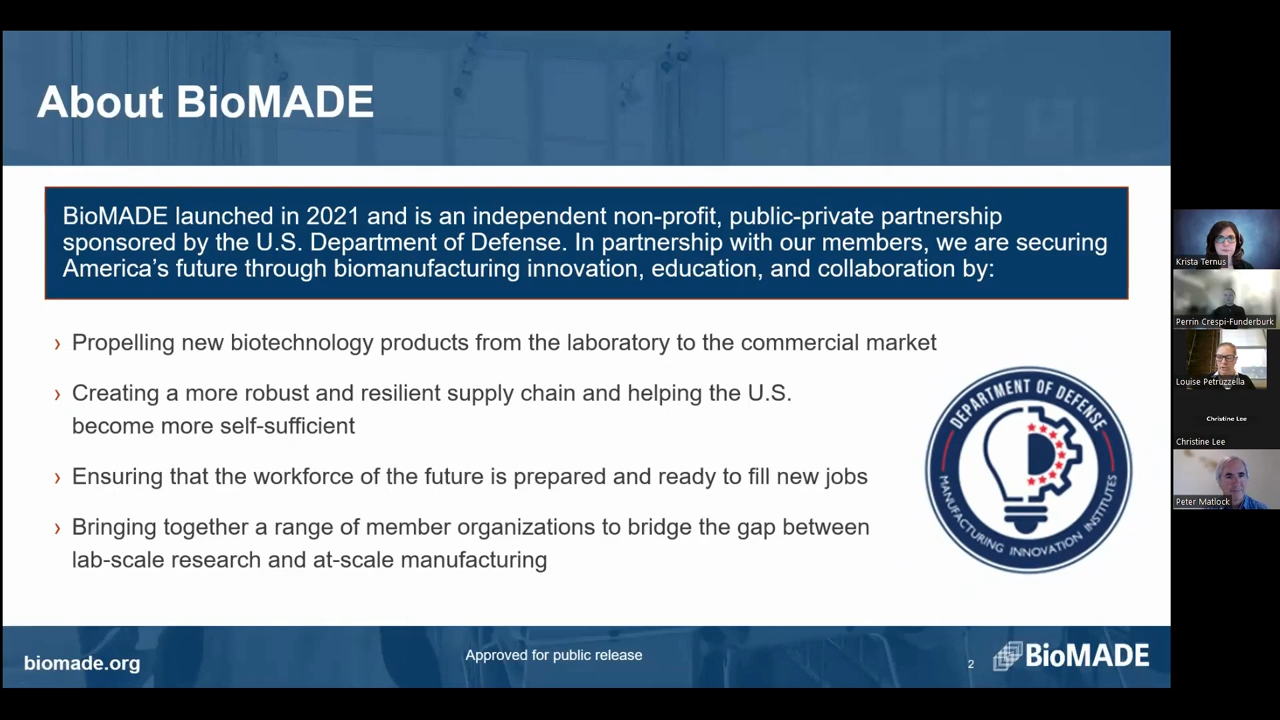 About BioMADE
BioMADE launched in 2021 and is an independent non-profit, public-private partnership
sponsored by the U.S. Department of Defense. In partnership with our members, we are securing
America’s future through biomanufacturing innovation, education, and collaboration by:
› Propelling new biotechnology products from the laboratory to the commercial market
› Creating a more robust and resilient supply chain and helping the U.S.
become more self-sufficient
› Ensuring that the workforce of the future is prepared and ready to fill new jobs
› Bringing together a range of member organizations to bridge the gap between
lab-scale research and at-scale manufacturing
DEPARTMENT OF DEFENSE
MANUFACTURING INNOVATION INSTITUTES
biomade.org
Approved for public release
2
BioMADE
Krista Ternus
Perrin Crespi-Funderburk
Louise Petruzzella
Christine Lee
Christine Lee
Peter Matlock